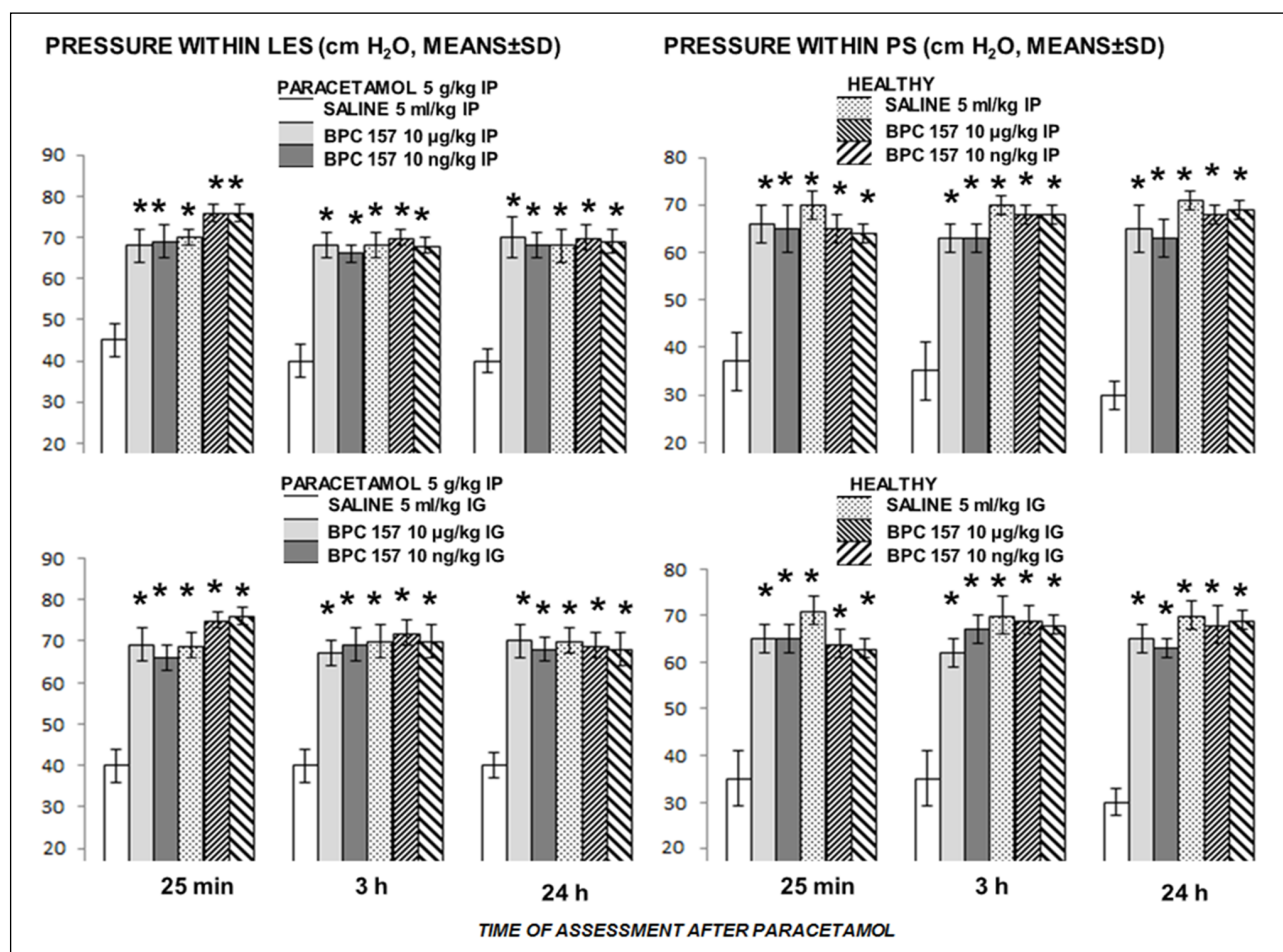 PRESSURE WITHIN LES (cm H₂O, MEANS±SD)
PARACETAMOL 5 g/kg IP
SALINE 5 ml/kg IP
BPC 157 10 µg/kg IP
BPC 157 10 ng/kg IP
90
80
70
60
50
40
30
20
** * **
* * * * *
* * * * *
PRESSURE WITHIN PS (cm H₂O, MEANS±SD)
HEALTHY
SALINE 5 ml/kg IP
BPC 157 10 µg/kg IP
BPC 157 10 ng/kg IP
80
70
60
50
40
30
20
* * * * *
* * * * *
* * * * *
PARACETAMOL 5 g/kg IP
SALINE 5 ml/kg IG
BPC 157 10 µg/kg IG
BPC 157 10 ng/kg IG
90
80
70
60
50
40
30
20
* * * * *
* * * * *
* * * * *
25 min
3 h
24 h
HEALTHY
SALINE 5 ml/kg IG
BPC 157 10 µg/kg IG
BPC 157 10 ng/kg IG
80
70
60
50
40
30
20
* * * * *
* * * * *
* * * * *
25 min
3 h
24 h
TIME OF ASSESSMENT AFTER PARACETAMOL